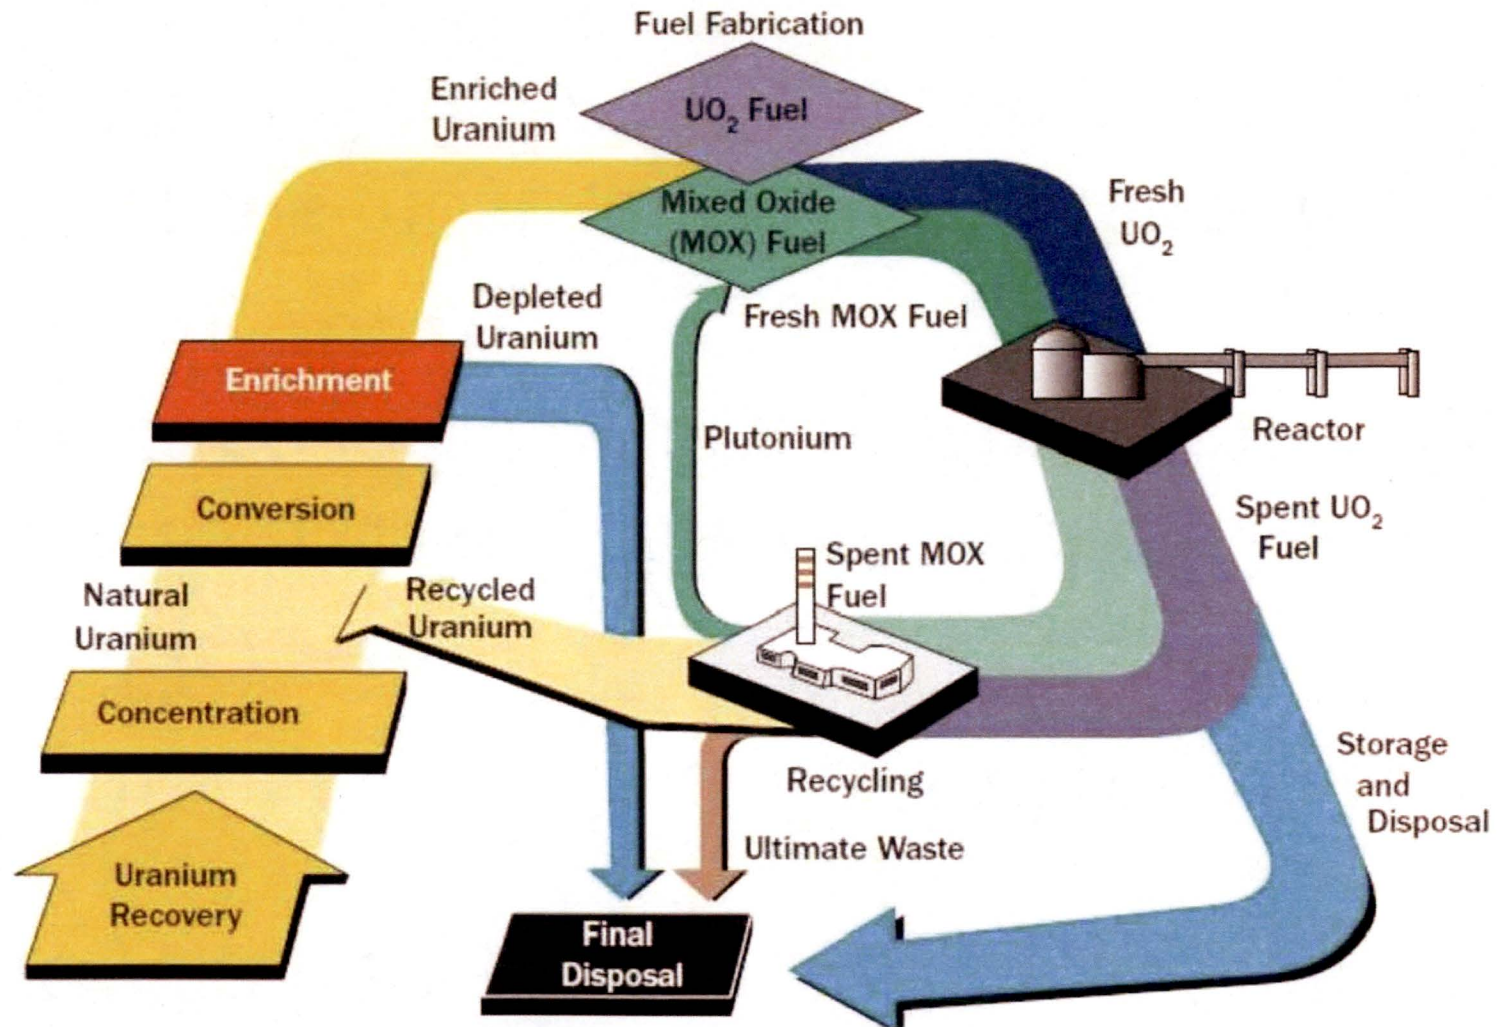 Fuel Fabrication
Enriched
Uranium
UO₂ Fuel
Mixed Oxide
(MOX) Fuel
Fresh
UO₂
Depleted
Uranium
Fresh MOX Fuel
Enrichment
Plutonium
Reactor
Conversion
Spent UO₂
Fuel
Natural
Uranium
Recycled
Uranium
Spent MOX
Fuel
Concentration
Recycling
Storage
and
Disposal
Uranium
Recovery
Ultimate Waste
Final
Disposal